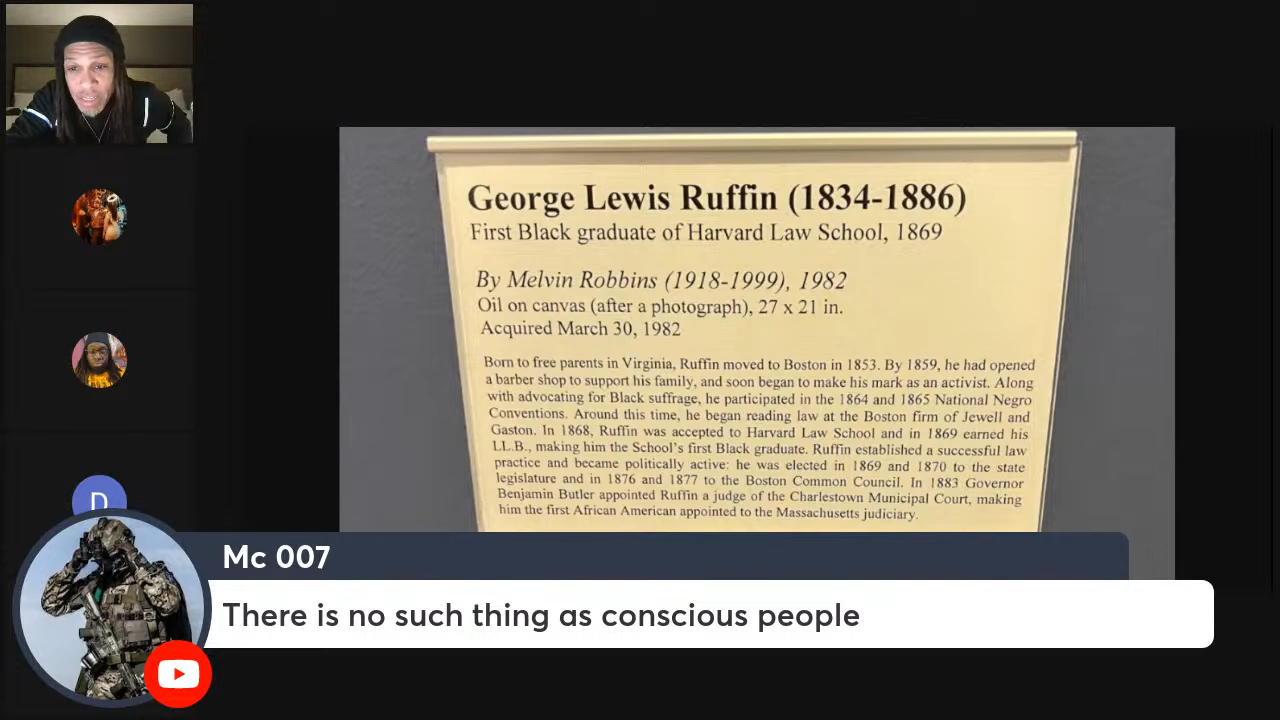 George Lewis Ruffin (1834-1886)
First Black graduate of Harvard Law School, 1869
By Melvin Robbins (1918-1999), 1982
Oil on canvas (after a photograph), 27 x 21 in.
Acquired March 30, 1982
Born to free parents in Virginia, Ruffin moved to Boston in 1853. By 1859, he had opened
a barber shop to support his family, and soon began to make his mark as an activist. Along
with advocating for Black suffrage, he participated in the 1864 and 1865 National Negro
Conventions. Around this time, he began reading law at the Boston firm of Jewell and
Gaston. In 1868, Ruffin was accepted to Harvard Law School and in 1869 earned his
LL.B., making him the School's first Black graduate. Ruffin established a successful law
practice and became politically active: he was elected in 1869 and 1870 to the state
legislature and in 1876 and 1877 to the Boston Common Council. In 1883 Governor
Benjamin Butler appointed Ruffin a judge of the Charlestown Municipal Court, making
him the first African American appointed to the Massachusetts judiciary.
D
Mc 007
There is no such thing as conscious people